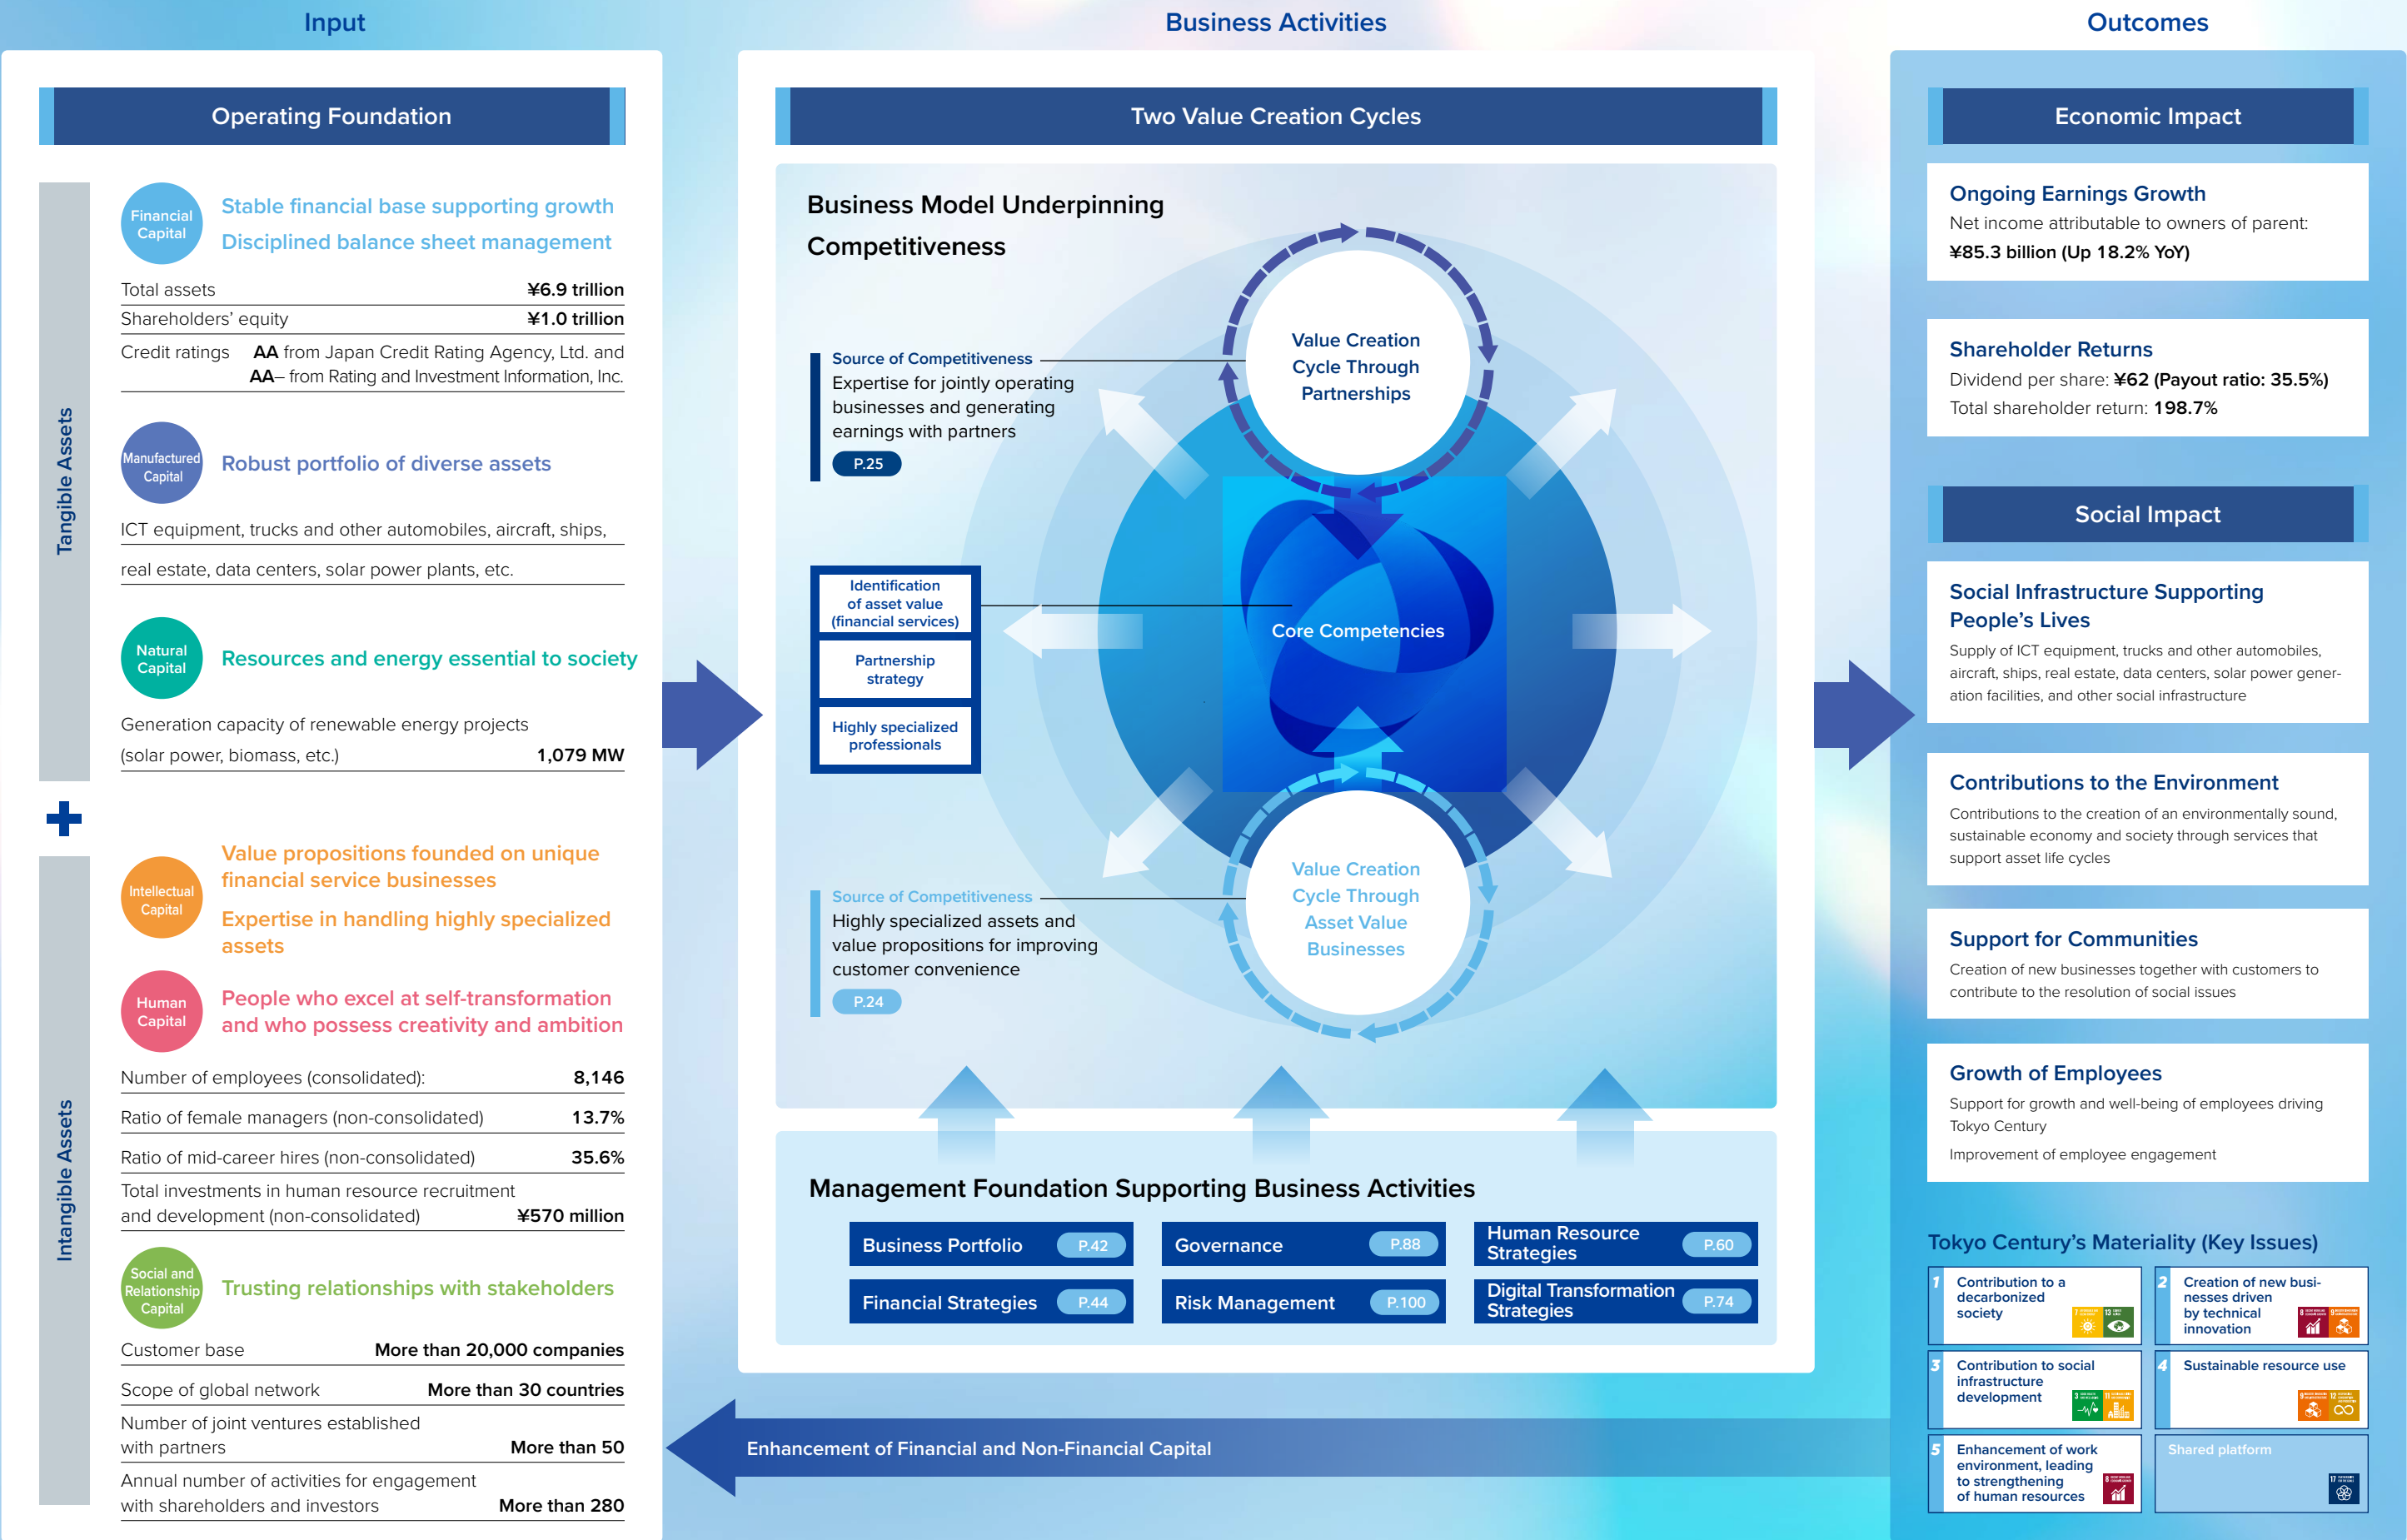 Input
Operating Foundation
Tangible Assets
Financial
Capital
Stable financial base supporting growth
Disciplined balance sheet management
Total assets ¥6.9 trillion
Shareholders’ equity ¥1.0 trillion
Credit ratings AA from Japan Credit Rating Agency, Ltd. and
AA– from Rating and Investment Information, Inc.
Manufactured
Capital
Robust portfolio of diverse assets
ICT equipment, trucks and other automobiles, aircraft, ships,
real estate, data centers, solar power plants, etc.
Natural
Capital
Resources and energy essential to society
Generation capacity of renewable energy projects
(solar power, biomass, etc.) 1,079 MW
+
Intangible Assets
Intellectual
Capital
Value propositions founded on unique
financial service businesses
Expertise in handling highly specialized
assets
Human
Capital
People who excel at self-transformation
and who possess creativity and ambition
Number of employees (consolidated): 8,146
Ratio of female managers (non-consolidated) 13.7%
Ratio of mid-career hires (non-consolidated) 35.6%
Total investments in human resource recruitment
and development (non-consolidated) ¥570 million
Social and
Relationship
Capital
Trusting relationships with stakeholders
Customer base More than 20,000 companies
Scope of global network More than 30 countries
Number of joint ventures established
with partners More than 50
Annual number of activities for engagement
with shareholders and investors More than 280
Business Activities
Two Value Creation Cycles
Business Model Underpinning
Competitiveness
Source of Competitiveness
Expertise for jointly operating
businesses and generating
earnings with partners
P.25
Value Creation
Cycle Through
Partnerships
Identification
of asset value
(financial services)
Partnership
strategy
Highly specialized
professionals
Core Competencies
Source of Competitiveness
Highly specialized assets and
value propositions for improving
customer convenience
P.24
Value Creation
Cycle Through
Asset Value
Businesses
Management Foundation Supporting Business Activities
Business Portfolio P.42
Governance P.88
Human Resource
Strategies P.60
Financial Strategies P.44
Risk Management P.100
Digital Transformation
Strategies P.74
Enhancement of Financial and Non-Financial Capital
Outcomes
Economic Impact
Ongoing Earnings Growth
Net income attributable to owners of parent:
¥85.3 billion (Up 18.2% YoY)
Shareholder Returns
Dividend per share: ¥62 (Payout ratio: 35.5%)
Total shareholder return: 198.7%
Social Impact
Social Infrastructure Supporting
People’s Lives
Supply of ICT equipment, trucks and other automobiles,
aircraft, ships, real estate, data centers, solar power gener-
ation facilities, and other social infrastructure
Contributions to the Environment
Contributions to the creation of an environmentally sound,
sustainable economy and society through services that
support asset life cycles
Support for Communities
Creation of new businesses together with customers to
contribute to the resolution of social issues
Growth of Employees
Support for growth and well-being of employees driving
Tokyo Century
Improvement of employee engagement
Tokyo Century’s Materiality (Key Issues)
1 Contribution to a
decarbonized
society
7
13
2 Creation of new busi-
nesses driven
by technical
innovation
8
9
3 Contribution to social
infrastructure
development
3
11
4 Sustainable resource use
9
12
5 Enhancement of work
environment, leading
to strengthening
of human resources
8
Shared platform
17